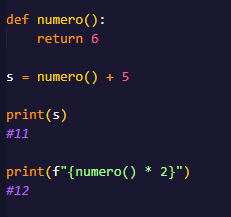 def numero():
    return 6
s = numero() + 5
print(s)
#11
print(f"{numero() * 2}")
#12